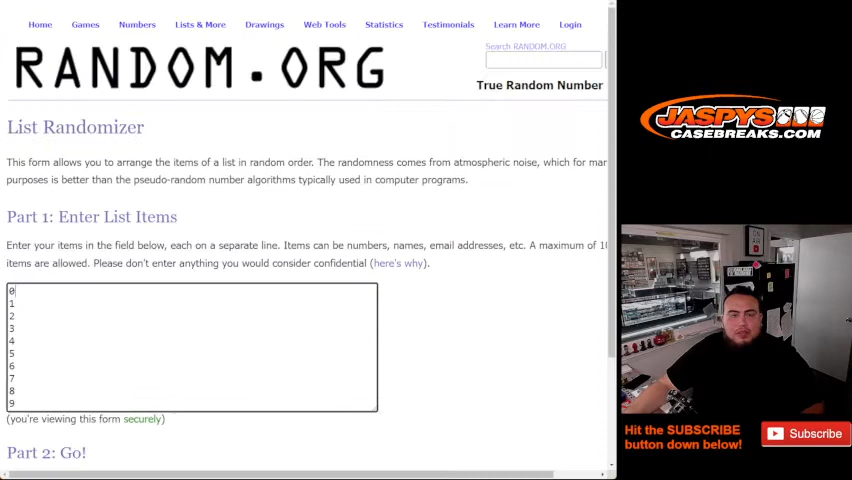 Home Games Numbers Lists & More Drawings Web Tools Statistics Testimonials Learn More Login
Search RANDOM.ORG
RANDOM.ORG
True Random Number
List Randomizer
This form allows you to arrange the items of a list in random order. The randomness comes from atmospheric noise, which for mar
purposes is better than the pseudo-random number algorithms typically used in computer programs.
Part 1: Enter List Items
Enter your items in the field below, each on a separate line. Items can be numbers, names, email addresses, etc. A maximum of 10
items are allowed. Please don't enter anything you would consider confidential (here's why).
0
1
2
3
4
5
6
7
8
9
(you're viewing this form securely)
Part 2: Go!
JASPYS
CASEBREAKS.COM
Hit the SUBSCRIBE
button down below!
Subscribe